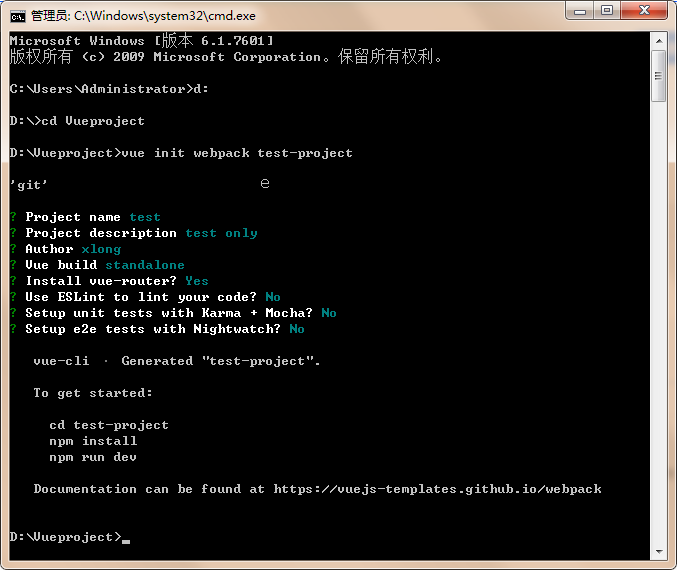 管理员: C:\Windows\system32\cmd.exe
Microsoft Windows [版本 6.1.7601]
版权所有 (c) 2009 Microsoft Corporation。保留所有权利。
C:\Users\Administrator>d:
D:\>cd Vueproject
D:\Vueproject>vue init webpack test-project
'git' e
? Project name test
? Project description test only
? Author xlong
? Vue build standalone
? Install vue-router? Yes
? Use ESLint to lint your code? No
? Setup unit tests with Karma + Mocha? No
? Setup e2e tests with Nightwatch? No
vue-cli · Generated "test-project".
To get started:
cd test-project
npm install
npm run dev
Documentation can be found at https://vuejs-templates.github.io/webpack
D:\Vueproject>_